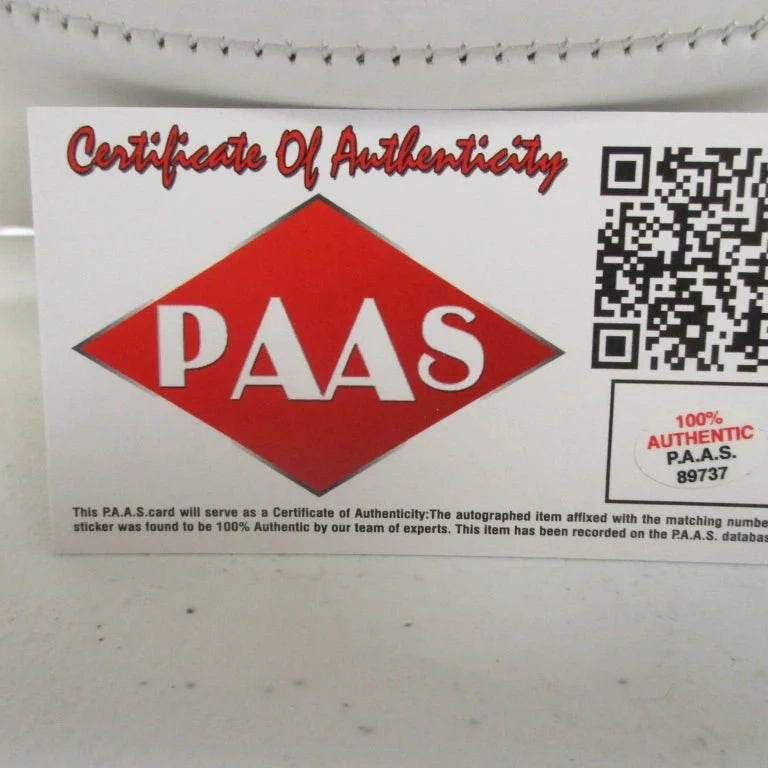 Certificate Of Authenticity
PAAS
100%
AUTHENTIC
P.A.A.S.
89737
This P.A.A.S.card will serve as a Certificate of Authenticity:The autographed item affixed with the matching numbe
sticker was found to be 100% Authentic by our team of experts. This item has been recorded on the P.A.A.S. databas